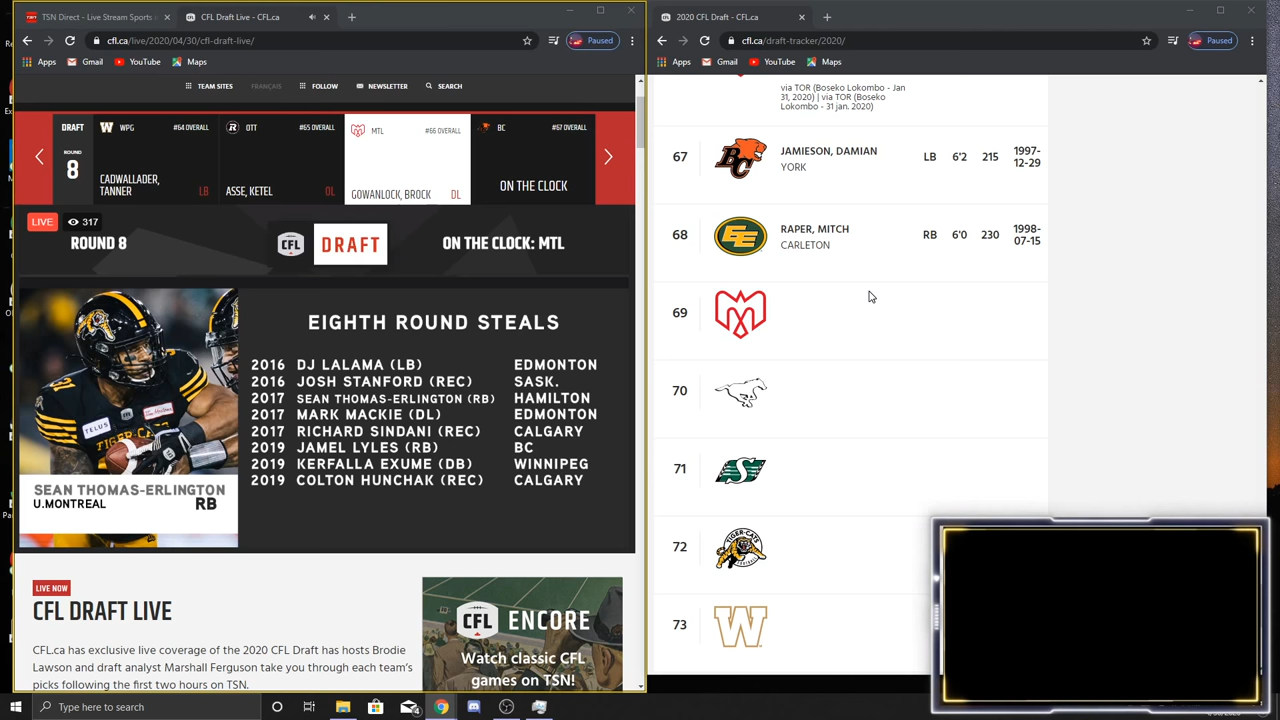 TSN Direct - Live Stream Sports
CFL Draft Live - CFL.ca
cfl.ca/live/2020/04/30/cfl-draft-live/
Paused
Apps
Gmail
YouTube
Maps
TEAM SITES
FRANÇAIS
FOLLOW
NEWSLETTER
SEARCH
DRAFT
ROUND
8
WPG
#64 OVERALL
CADWALLADER,
TANNER
LB
OTT
#65 OVERALL
ASSE, KETEL
OL
MTL
#66 OVERALL
GOWANLOCK, BROCK
DL
BC
#67 OVERALL
ON THE CLOCK
LIVE
317
ROUND 8
CFL
DRAFT
ON THE CLOCK: MTL
EIGHTH ROUND STEALS
2016 DJ LALAMA (LB) EDMONTON
2016 JOSH STANFORD (REC) SASK.
2017 SEAN THOMAS-ERLINGTON (RB) HAMILTON
2017 MARK MACKIE (DL) EDMONTON
2017 RICHARD SINDANI (REC) CALGARY
2019 JAMEL LYLES (RB) BC
2019 KERFALLA EXUME (DB) WINNIPEG
2019 COLTON HUNCHAK (REC) CALGARY
TELUS
TIGER-CATS
21
SEAN THOMAS-ERLINGTON
U.MONTREAL
RB
LIVE NOW
CFL DRAFT LIVE
CFL.ca has exclusive live coverage of the 2020 CFL Draft has hosts Brodie
Lawson and draft analyst Marshall Ferguson take you through each team's
picks following the first two hours on TSN.
CFL
ENCORE
Watch classic CFL
games on TSN!
2020 CFL Draft - CFL.ca
cfl.ca/draft-tracker/2020/
Paused
Apps
Gmail
YouTube
Maps
via TOR (Boseko Lokombo - Jan
31, 2020) | via TOR (Boseko
Lokombo - 31 jan. 2020)
67
BC
JAMIESON, DAMIAN
YORK
LB
6'2
215
1997-
12-29
68
EE
RAPER, MITCH
CARLETON
RB
6'0
230
1998-
07-15
69
70
71
S
72
TIGER-CATS
73
W
Type here to search